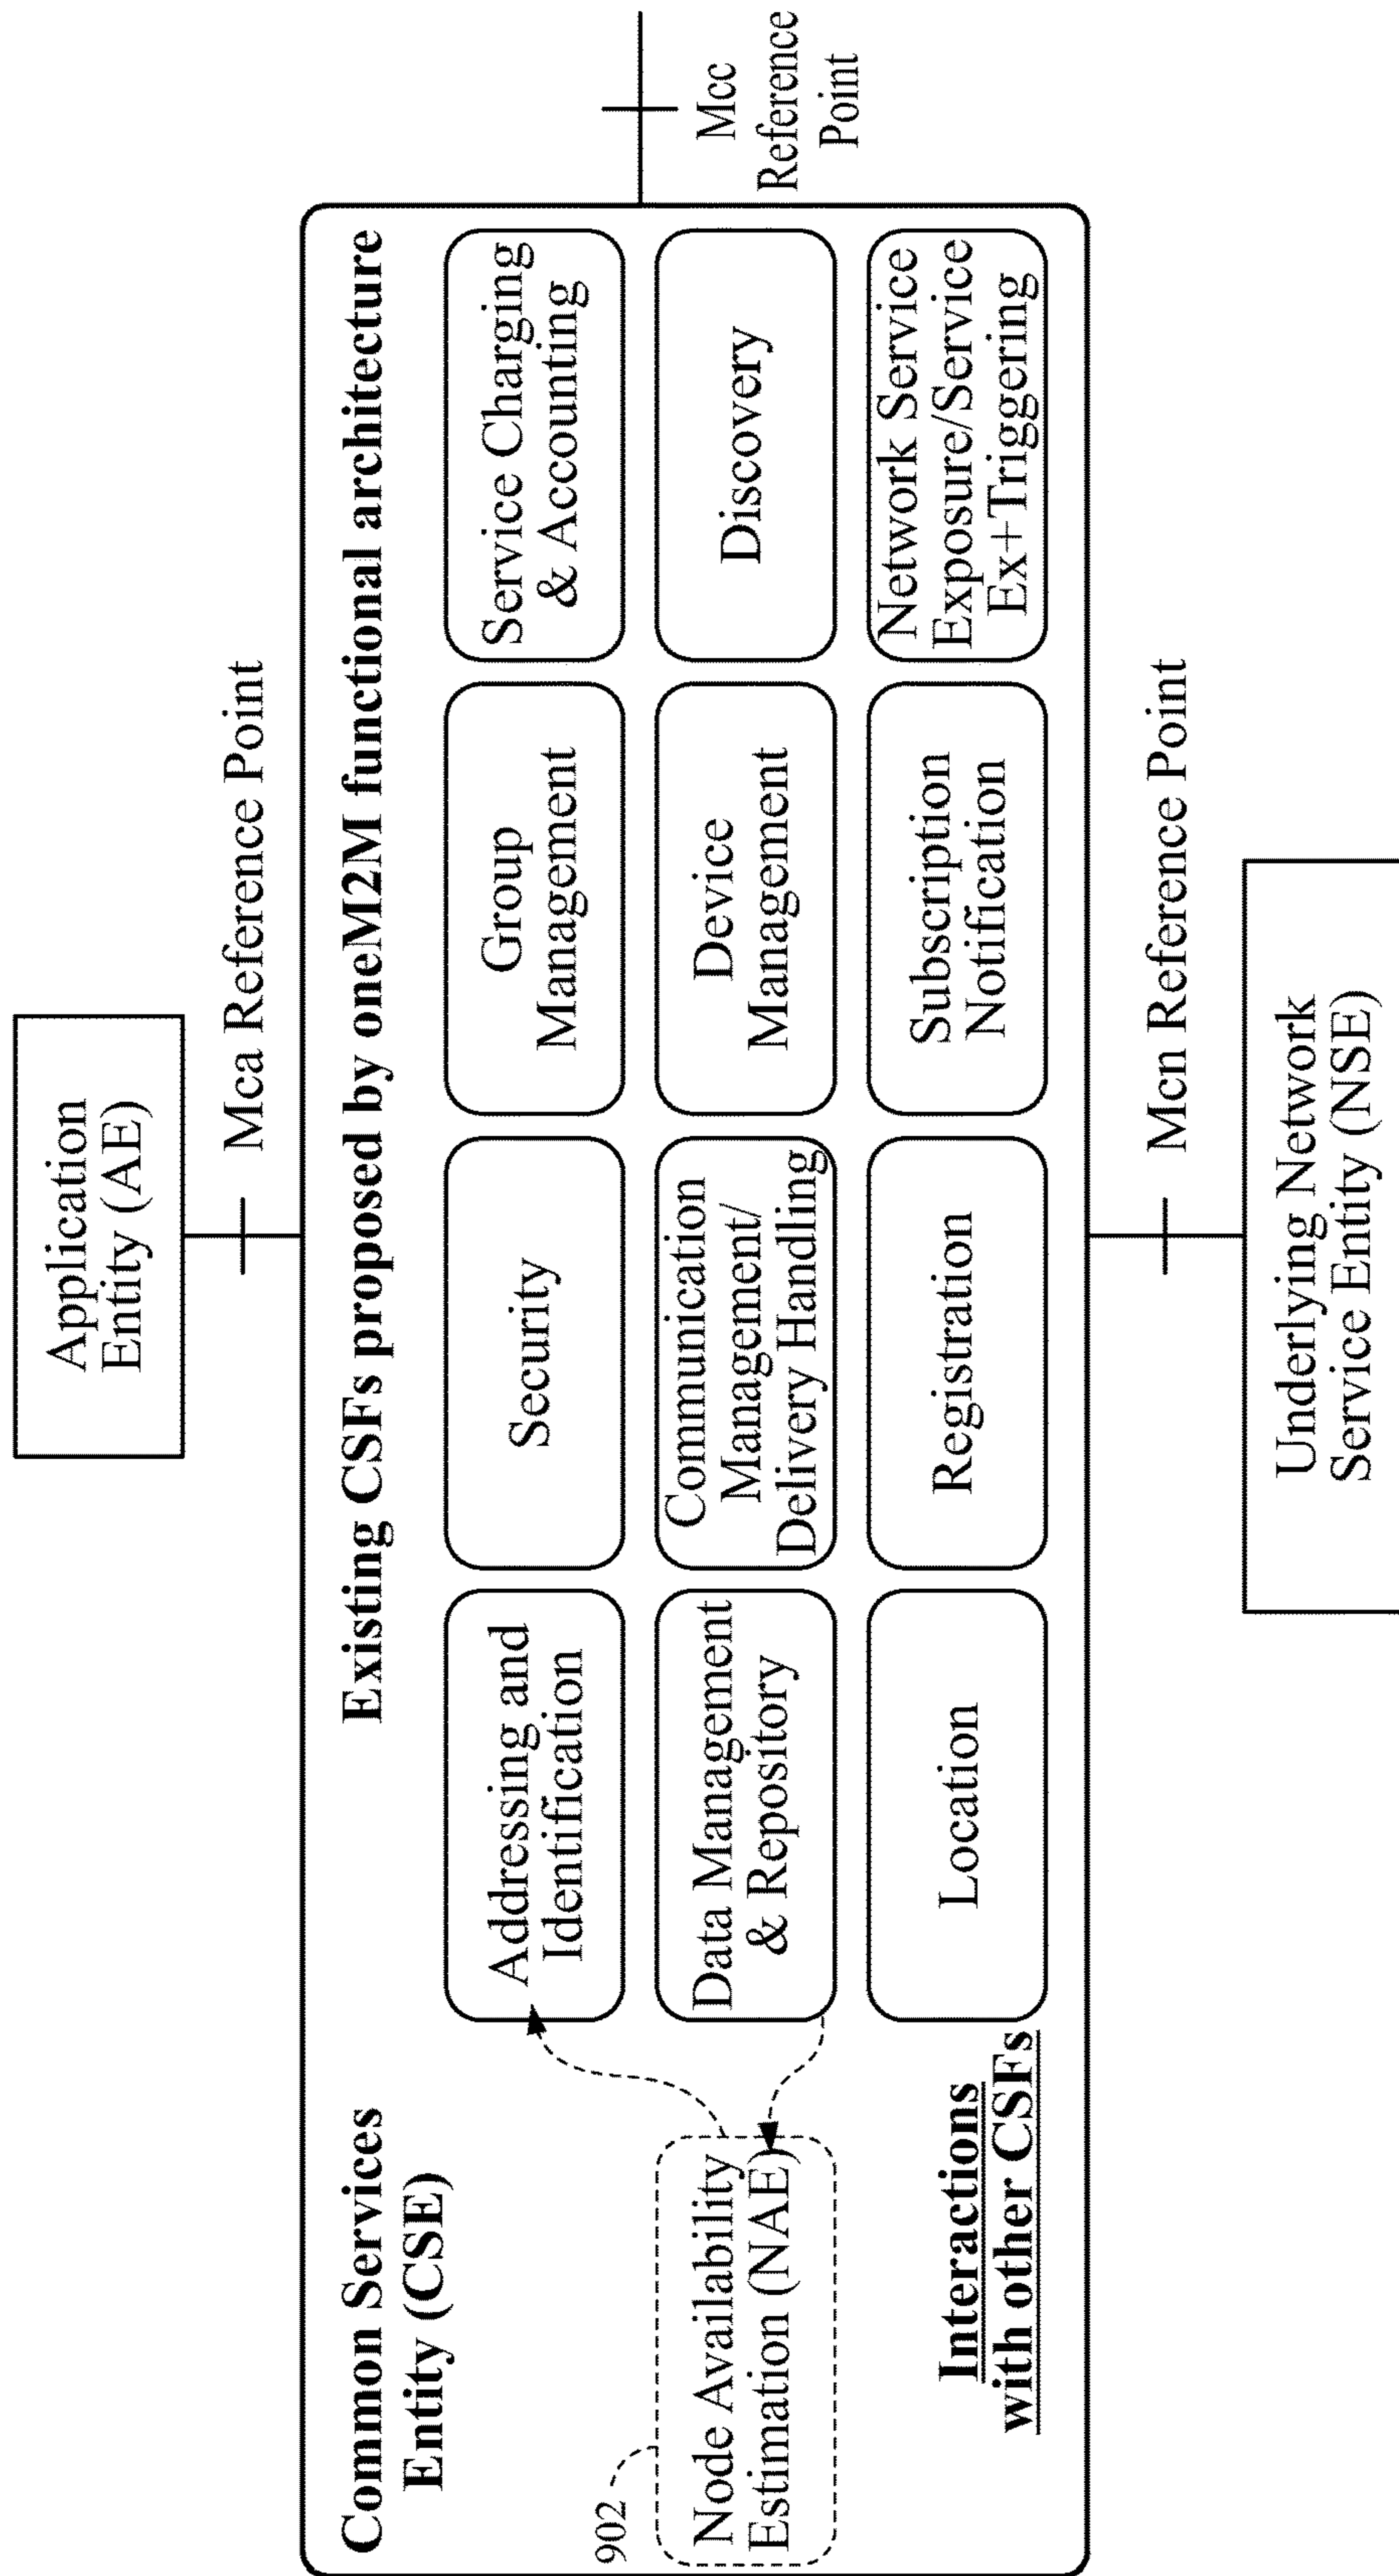 Application
Entity (AE)
Mca Reference Point
Common Services
Entity (CSE)
Existing CSFs proposed by oneM2M functional architecture
Addressing and
Identification
Security
Group
Management
Service Charging
& Accounting
902
Node Availability
Estimation (NAE)
Data Management
& Repository
Communication
Management/
Delivery Handling
Device
Management
Discovery
Interactions
with other CSFs
Location
Registration
Subscription
Notification
Network Service
Exposure/Service
Ex+Triggering
Mcc
Reference
Point
Mcn Reference Point
Underlying Network
Service Entity (NSE)